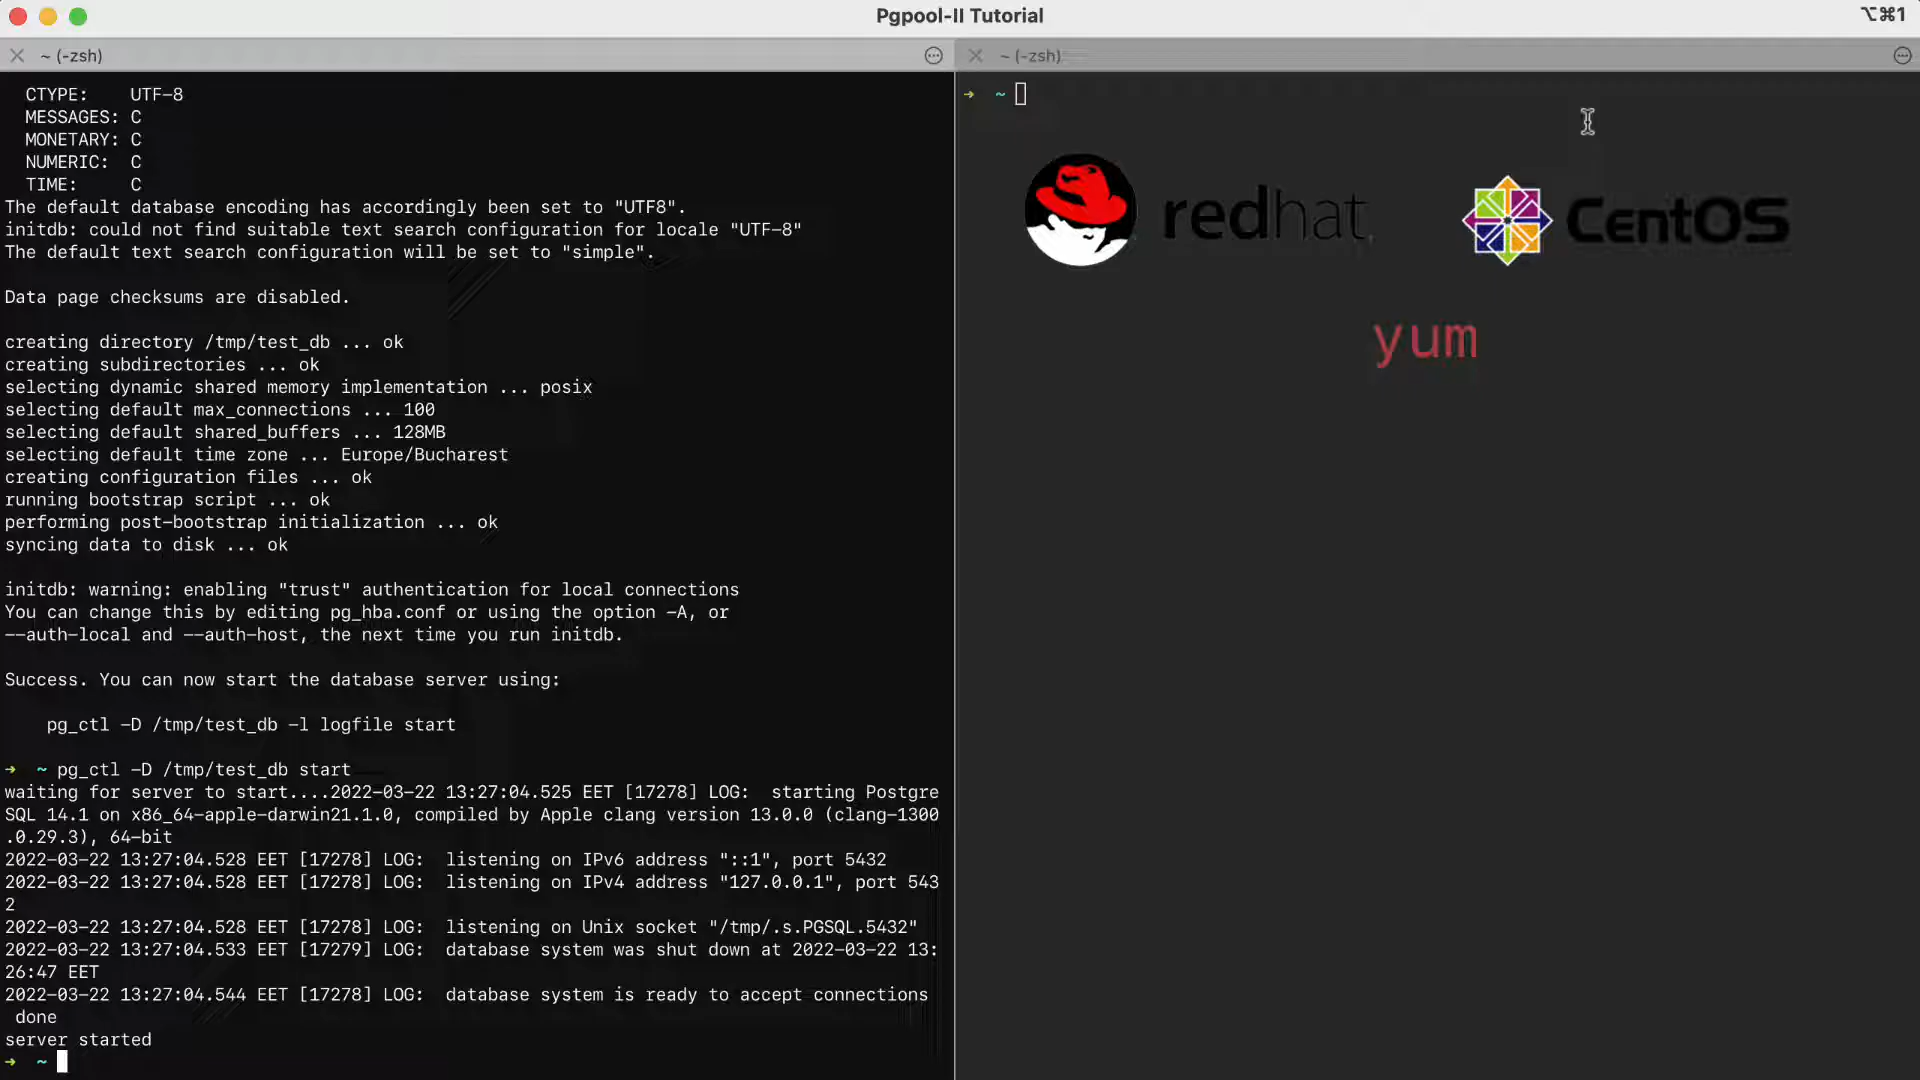 Pgpool-II Tutorial
⌥⌘1
~ (-zsh)
~ (-zsh)
CTYPE:    UTF-8
MESSAGES: C
MONETARY: C
NUMERIC:  C
TIME:     C
The default database encoding has accordingly been set to "UTF8".
initdb: could not find suitable text search configuration for locale "UTF-8"
The default text search configuration will be set to "simple".
Data page checksums are disabled.
creating directory /tmp/test_db ... ok
creating subdirectories ... ok
selecting dynamic shared memory implementation ... posix
selecting default max_connections ... 100
selecting default shared_buffers ... 128MB
selecting default time zone ... Europe/Bucharest
creating configuration files ... ok
running bootstrap script ... ok
performing post-bootstrap initialization ... ok
syncing data to disk ... ok
initdb: warning: enabling "trust" authentication for local connections
You can change this by editing pg_hba.conf or using the option -A, or
--auth-local and --auth-host, the next time you run initdb.
Success. You can now start the database server using:
pg_ctl -D /tmp/test_db -l logfile start
➜ ~ pg_ctl -D /tmp/test_db start
waiting for server to start....2022-03-22 13:27:04.525 EET [17278] LOG:  starting Postgre
SQL 14.1 on x86_64-apple-darwin21.1.0, compiled by Apple clang version 13.0.0 (clang-1300
.0.29.3), 64-bit
2022-03-22 13:27:04.528 EET [17278] LOG:  listening on IPv6 address "::1", port 5432
2022-03-22 13:27:04.528 EET [17278] LOG:  listening on IPv4 address "127.0.0.1", port 543
2
2022-03-22 13:27:04.528 EET [17278] LOG:  listening on Unix socket "/tmp/.s.PGSQL.5432"
2022-03-22 13:27:04.533 EET [17279] LOG:  database system was shut down at 2022-03-22 13:
26:47 EET
2022-03-22 13:27:04.544 EET [17278] LOG:  database system is ready to accept connections
done
server started
➜ ~
➜ ~
redhat.
CentOS
yum